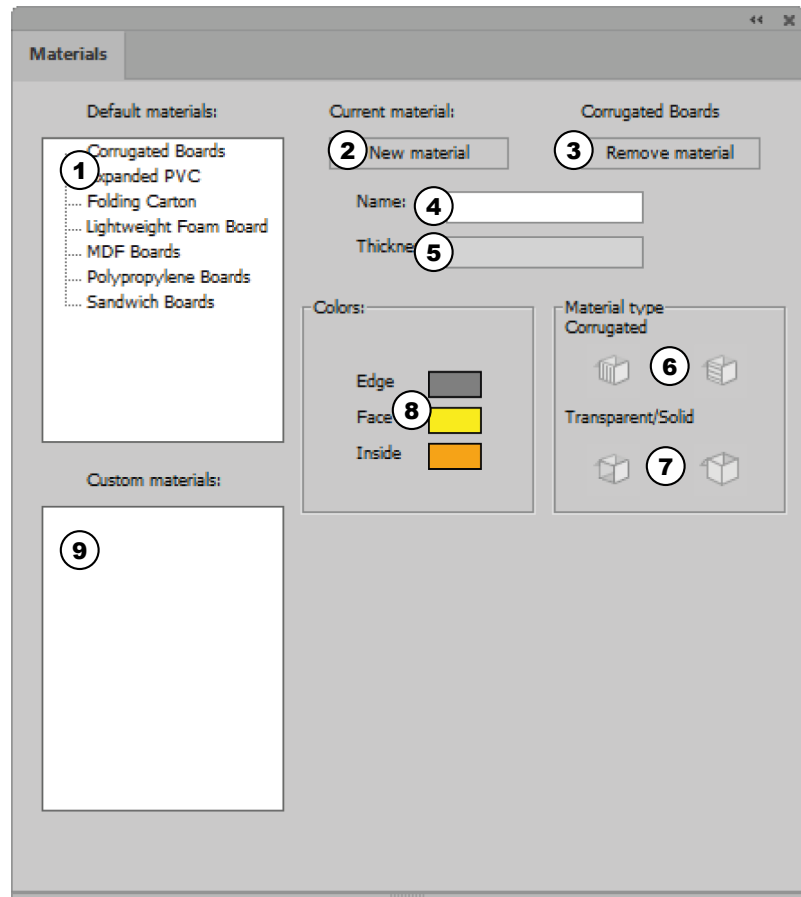 Materials
Default materials:
Current material:
Corrugated Boards
1
Corrugated Boards
Expanded PVC
Folding Carton
Lightweight Foam Board
MDF Boards
Polypropylene Boards
Sandwich Boards
2 New material
3 Remove material
Name: 4
Thickne 5
Colors:
Edge
Face 8
Inside
Material type
Corrugated
6
Transparent/Solid
7
Custom materials:
9